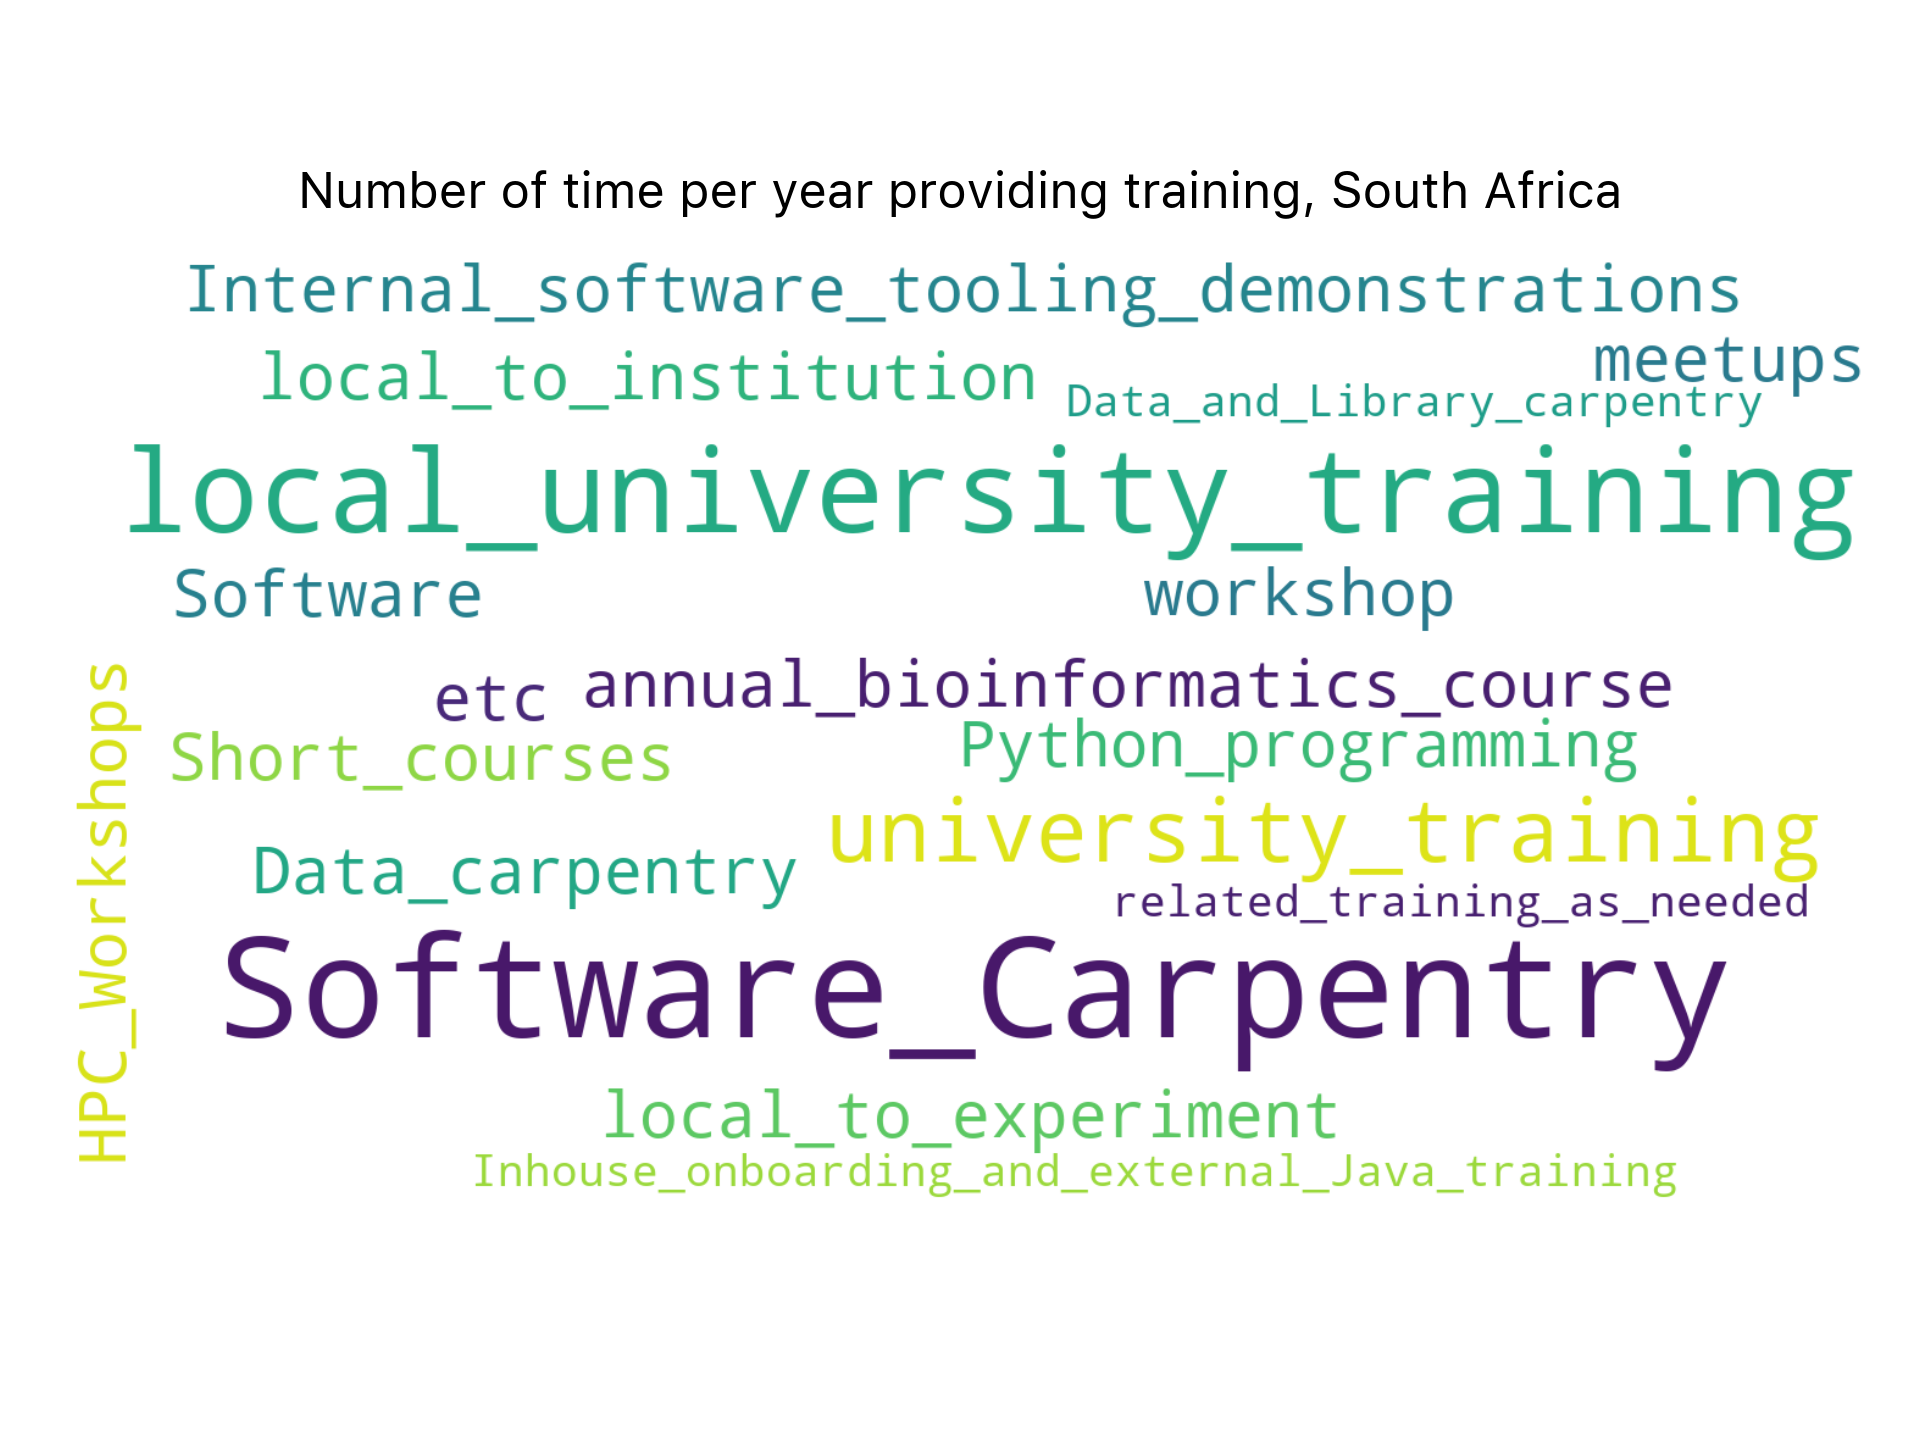 Number of time per year providing training, South Africa
Internal_software_tooling_demonstrations
meetups
local_to_institution
Data_and_Library_carpentry
local_university_training
Software
workshop
annual_bioinformatics_course
etc
Python_programming
Short_courses
HPC_Workshops
university_training
Data_carpentry
related_training_as_needed
Software_Carpentry
local_to_experiment
Inhouse_onboarding_and_external_Java_training